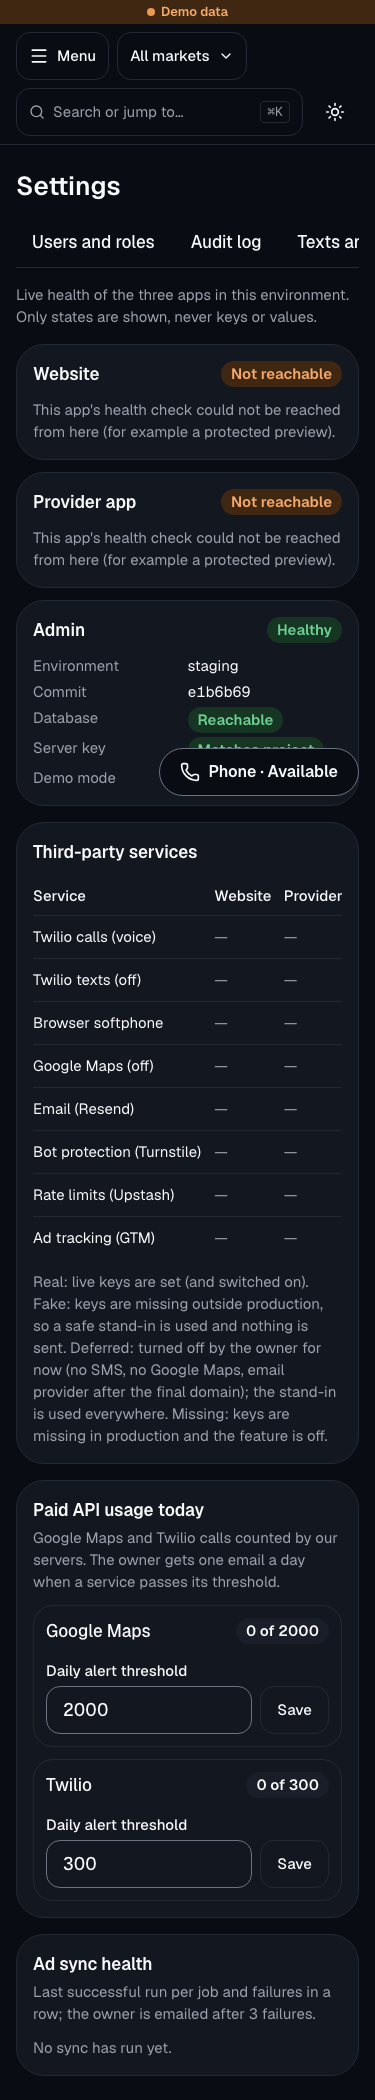 Demo data
Menu
All markets
Search or jump to...
⌘K
Settings
Users and roles
Audit log
Texts ar
Live health of the three apps in this environment.
Only states are shown, never keys or values.
Website
Not reachable
This app's health check could not be reached
from here (for example a protected preview).
Provider app
Not reachable
This app's health check could not be reached
from here (for example a protected preview).
Admin
Healthy
Environment staging
Commit e1b6b69
Database Reachable
Server key
Demo mode
Phone · Available
Third-party services
Service Website Provider
Twilio calls (voice) — —
Twilio texts (off) — —
Browser softphone — —
Google Maps (off) — —
Email (Resend) — —
Bot protection (Turnstile) — —
Rate limits (Upstash) — —
Ad tracking (GTM) — —
Real: live keys are set (and switched on).
Fake: keys are missing outside production,
so a safe stand-in is used and nothing is
sent. Deferred: turned off by the owner for
now (no SMS, no Google Maps, email
provider after the final domain); the stand-in
is used everywhere. Missing: keys are
missing in production and the feature is off.
Paid API usage today
Google Maps and Twilio calls counted by our
servers. The owner gets one email a day
when a service passes its threshold.
Google Maps
0 of 2000
Daily alert threshold
2000
Save
Twilio
0 of 300
Daily alert threshold
300
Save
Ad sync health
Last successful run per job and failures in a
row; the owner is emailed after 3 failures.
No sync has run yet.